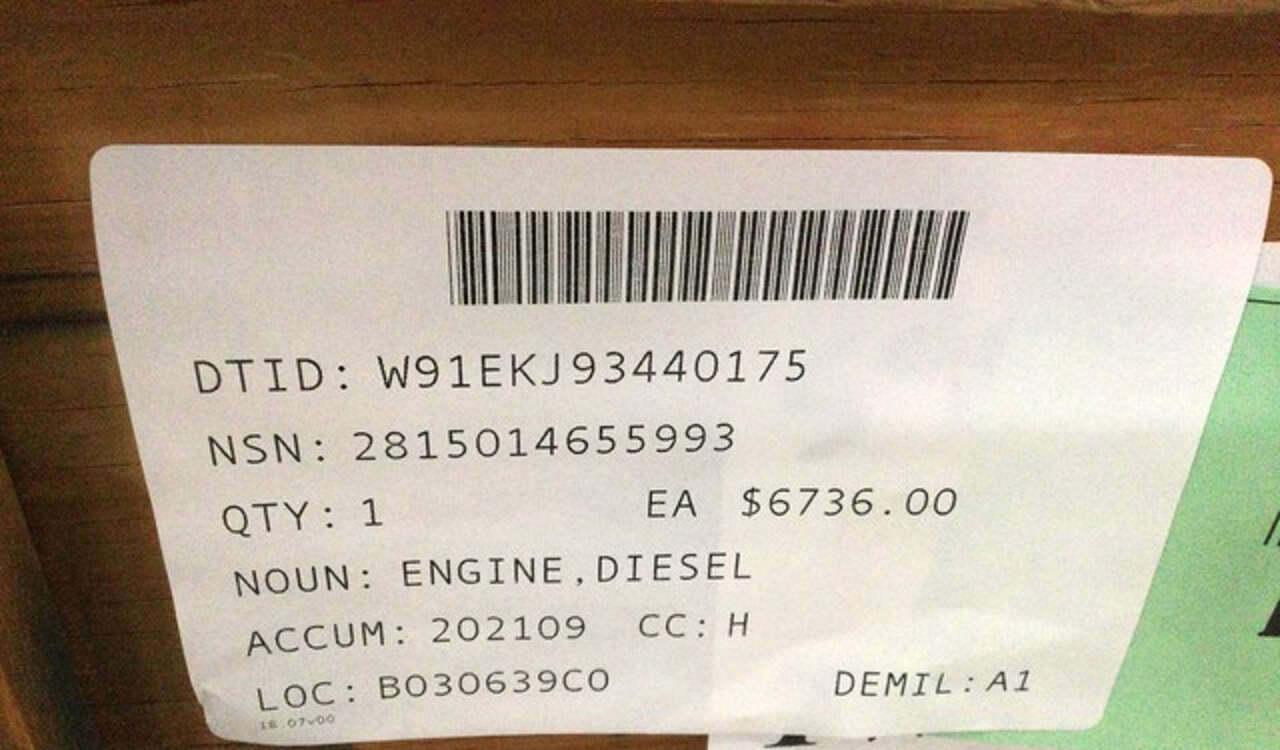 DTID: W91EKJ93440175
NSN: 2815014655993
QTY: 1 EA $6736.00
NOUN: ENGINE,DIESEL
ACCUM: 202109 CC: H
LOC: B030639C0 DEMIL: A1